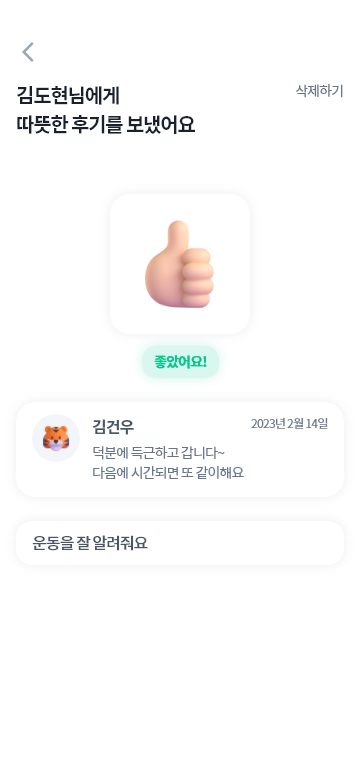 김도현님에게
삭제하기
따뜻한 후기를 보냈어요
좋았어요!
김건우
2023년 2월 14일
덕분에 득근하고 갑니다~
다음에 시간되면 또 같이해요
운동을 잘 알려줘요